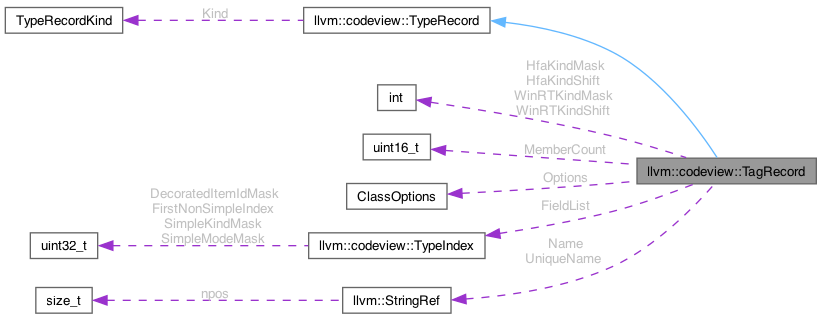 TypeRecordKind
Kind
llvm::codeview::TypeRecord
HfaKindMask
HfaKindShift
WinRTKindMask
WinRTKindShift
int
uint16_t
MemberCount
llvm::codeview::TagRecord
ClassOptions
Options
DecoratedItemIdMask
FirstNonSimpleIndex
SimpleKindMask
SimpleModeMask
FieldList
uint32_t
llvm::codeview::TypeIndex
Name
UniqueName
size_t
npos
llvm::StringRef